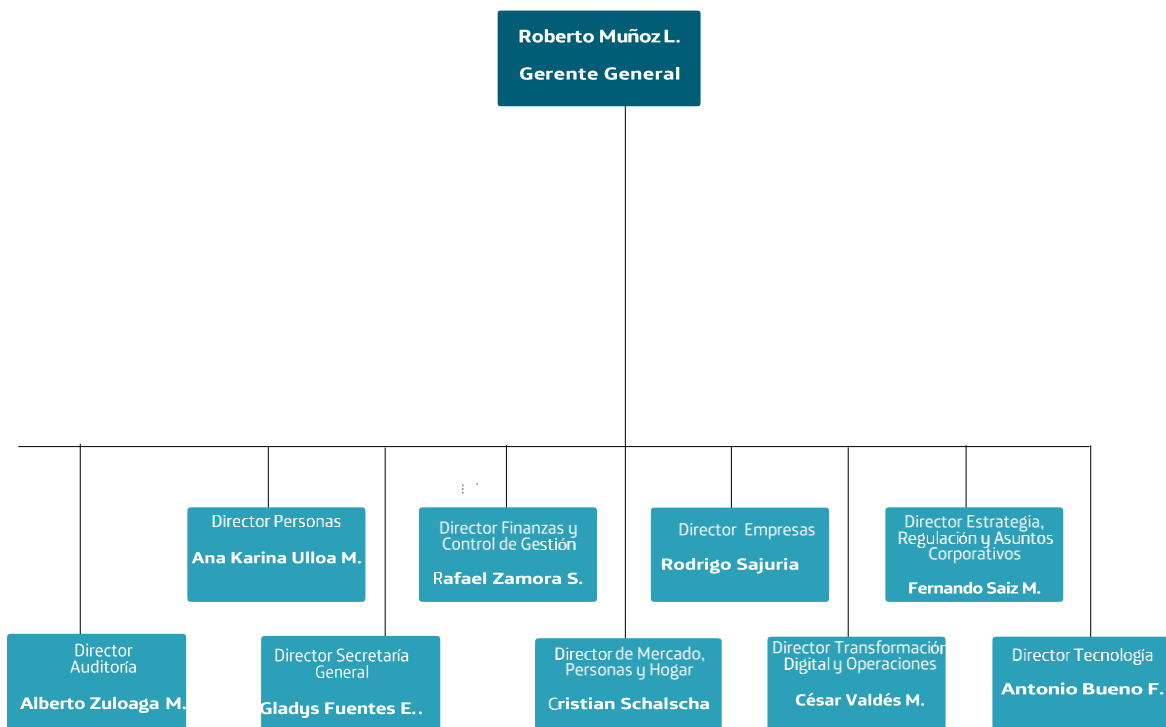 Roberto Muñoz L.
Gerente General
Director Personas
Ana Karina Ulloa M.
Director Finanzas y
Control de Gestión
Rafael Zamora S.
Director Empresas
Rodrigo Sajuria
Director Estrategia,
Regulación y Asuntos
Corporativos
Fernando Saiz M.
Director
Auditoría
Alberto Zuloaga M.
Director Secretaría
General
Gladys Fuentes E..
Director de Mercado,
Personas y Hogar
Cristian Schalscha
Director Transformación
Digital y Operaciones
César Valdés M.
Director Tecnología
Antonio Bueno F.